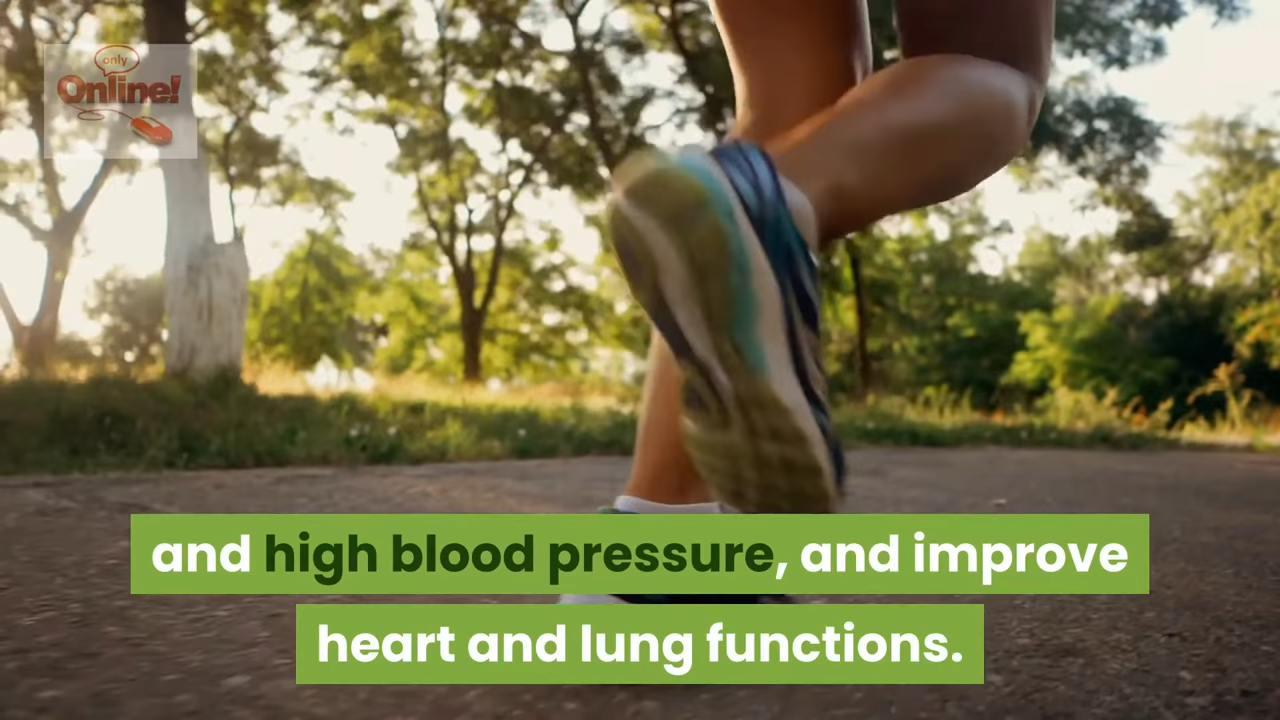 only
Online!
and high blood pressure, and improve
heart and lung functions.